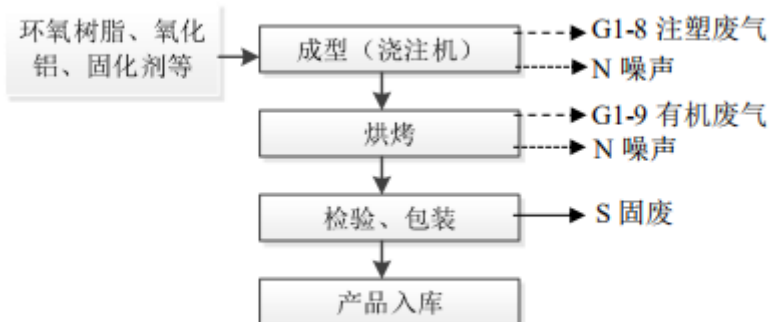 环氧树脂、氧化
铝、固化剂等
成型（浇注机）
G1-8 注塑废气
N 噪声
烘烤
G1-9 有机废气
N 噪声
检验、包装
S 固废
产品入库